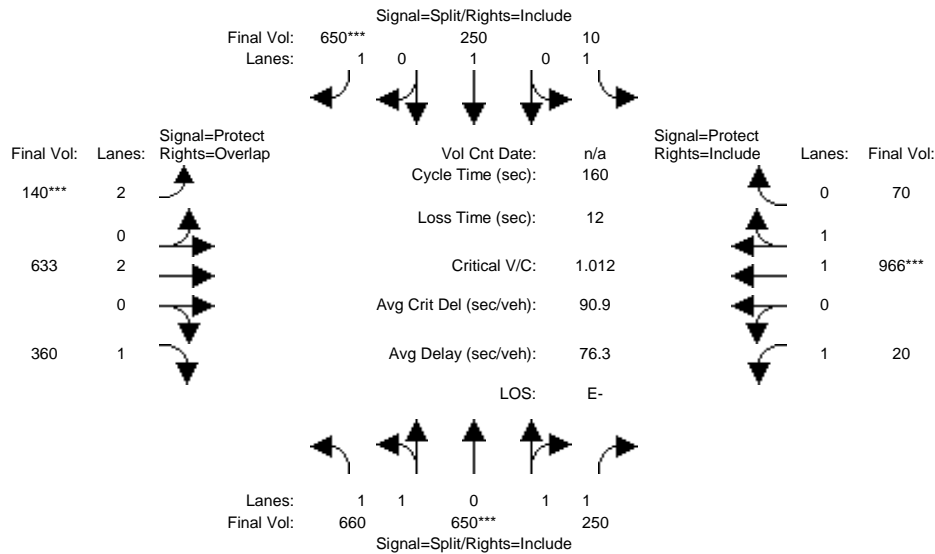 Signal=Split/Rights=Include
Final Vol: 650*** 250 10
Lanes: 1 0 1 0 1
Signal=Protect
Final Vol: Lanes: Rights=Overlap
Vol Cnt Date: n/a
Cycle Time (sec): 160
Signal=Protect
Rights=Include Lanes: Final Vol:
140*** 2
0 70
Loss Time (sec): 12
0
1
633 2
Critical V/C: 1.012
1 966***
0
Avg Crit Del (sec/veh): 90.9
0
360 1
Avg Delay (sec/veh): 76.3
1 20
LOS: E-
Lanes: 1 1 0 1 1
Final Vol: 660 650*** 250
Signal=Split/Rights=Include